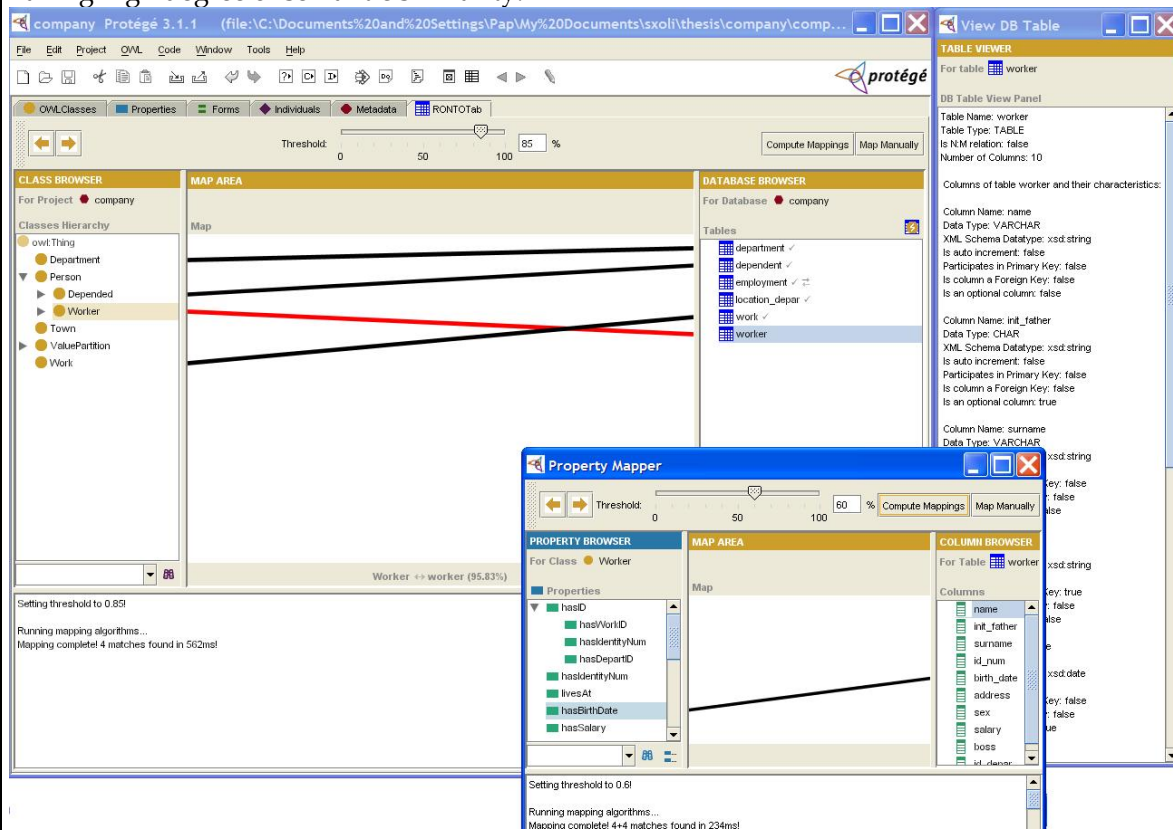 company Protégé 3.1.1 (file:\C:\Documents%20and%20Settings\Pap\My%20Documents\sxoli\thesis\company\comp...
File Edit Project OWL Code Window Tools Help
protégé
OWLClasses Properties Forms Individuals Metadata RONTOTab
Threshold: 0 50 100 85 % Compute Mappings Map Manually
CLASS BROWSER
For Project company
Classes Hierarchy
owl:Thing
Department
Person
Depended
Worker
Town
ValuePartition
Work
MAP AREA
Map
Worker ↔ worker (95.83%)
DATABASE BROWSER
For Database company
Tables
department ✓
dependent ✓
employment ✓
location_depar ✓
work ✓
worker
Setting threshold to 0.85!
Running mapping algorithms...
Mapping complete! 4 matches found in 562ms!
View DB Table
TABLE VIEWER
For table worker
DB Table View Panel
Table Name: worker
Table Type: TABLE
Is N:M relation: false
Number of Columns: 10
Columns of table worker and their characteristics:
Column Name: name
Data Type: VARCHAR
XML Schema Datatype: xsd:string
Is auto increment: false
Participates in Primary Key: false
Is column a Foreign Key: false
Is an optional column: false
Column Name: init_father
Data Type: CHAR
XML Schema Datatype: xsd:string
Is auto increment: false
Participates in Primary Key: false
Is column a Foreign Key: false
Is an optional column: true
Column Name: surname
Data Type: VARCHAR
xsd:string
Key: false
: false
alse
xsd:string
Key: true
: false
alse
xsd:date
Key: false
: false
ue
Property Mapper
Threshold: 0 50 100 60 % Compute Mappings Map Manually
PROPERTY BROWSER
For Class Worker
Properties
hasID
hasWorkID
hasIdentityNum
hasDepartID
hasIdentityNum
livesAt
hasBirthDate
hasSalary
MAP AREA
Map
COLUMN BROWSER
For Table worker
Columns
name
init_father
surname
id_num
birth_date
address
sex
salary
boss
id_depar
Setting threshold to 0.6!
Running mapping algorithms...
Mapping complete! 4+4 matches found in 234ms!